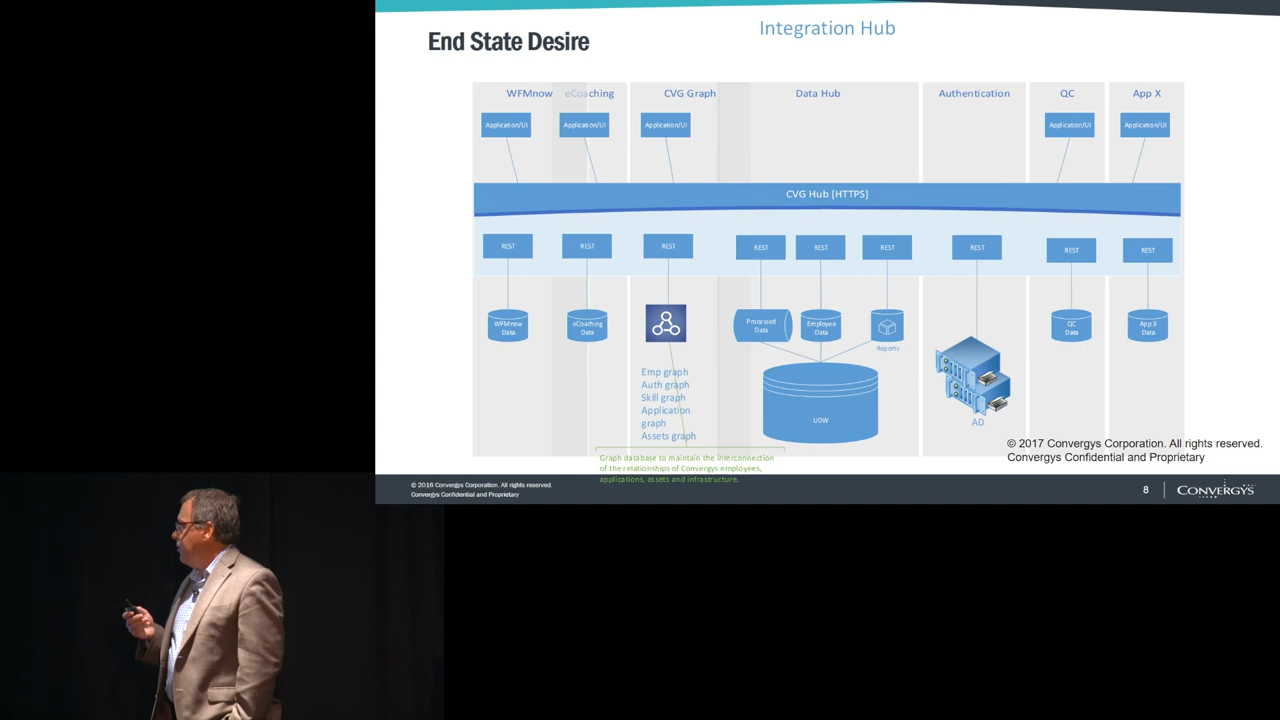 Integration Hub
End State Desire
WFMnow
eCoaching
CVG Graph
Data Hub
Authentication
QC
App X
Application/UI
Application/UI
Application/UI
Application/UI
Application/UI
CVG Hub [HTTPS]
REST
REST
REST
REST
REST
REST
REST
REST
REST
WFMnow
Data
eCoaching
Data
Processed
Data
Employee
Data
Reports
QC
Data
App X
Data
Emp graph
Auth graph
Skill graph
Application
graph
Assets graph
UDW
AD
Graph database to maintain the interconnection
of the relationships of Convergys employees,
applications, assets and infrastructure.
© 2017 Convergys Corporation. All rights reserved.
Convergys Confidential and Proprietary
© 2016 Convergys Corporation. All rights reserved.
Convergys Confidential and Proprietary
8
CONVERGYS